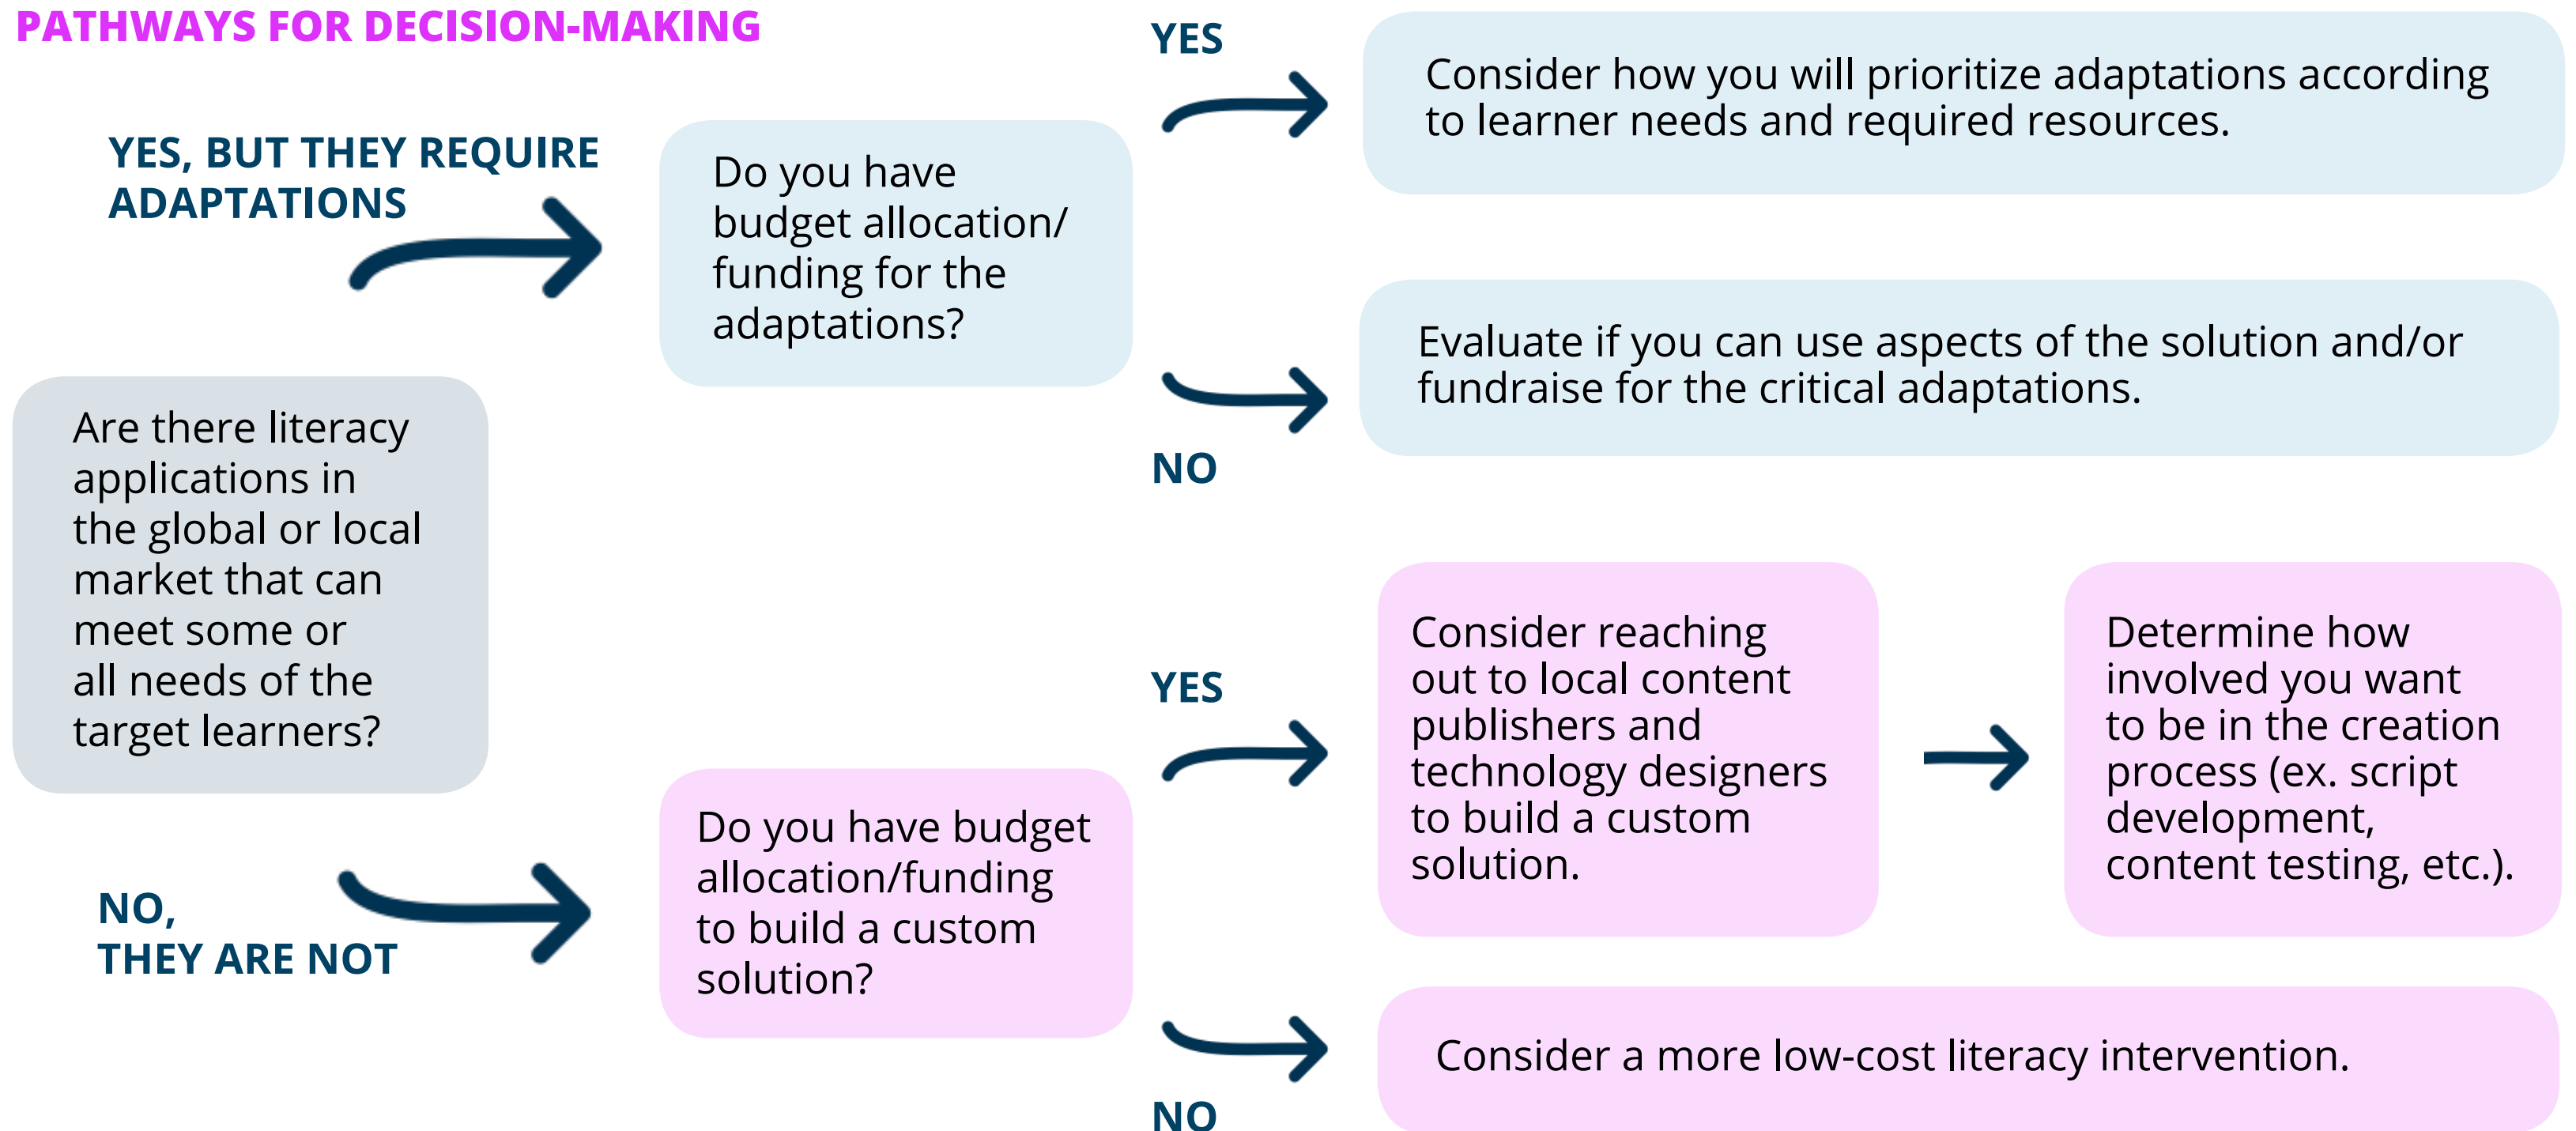 PATHWAYS FOR DECISION-MAKING
YES, BUT THEY REQUIRE
ADAPTATIONS
Are there literacy
applications in
the global or local
market that can
meet some or
all needs of the
target learners?
NO,
THEY ARE NOT
Do you have
budget allocation/
funding for the
adaptations?
YES
Consider how you will prioritize adaptations according
to learner needs and required resources.
NO
Evaluate if you can use aspects of the solution and/or
fundraise for the critical adaptations.
Do you have budget
allocation/funding
to build a custom
solution?
YES
Consider reaching
out to local content
publishers and
technology designers
to build a custom
solution.
Determine how
involved you want
to be in the creation
process (ex. script
development,
content testing, etc.).
NO
Consider a more low-cost literacy intervention.